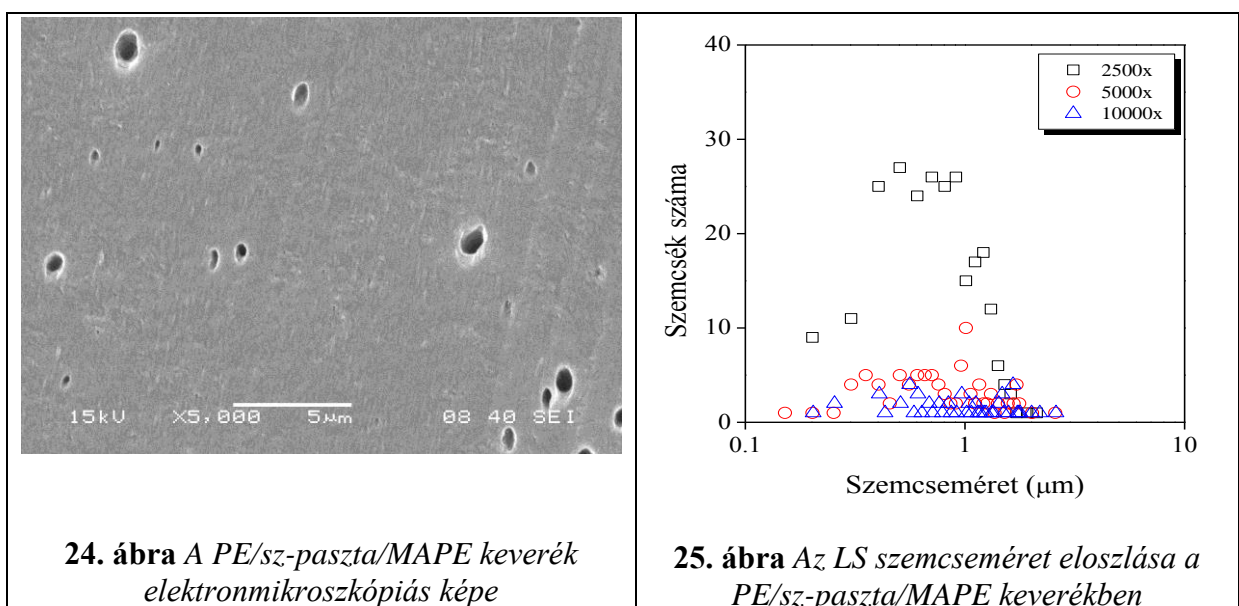 15kV X5,000 5μm 08 40 SEI
24. ábra A PE/sz-paszta/MAPE keverék
elektronmikroszkópiás képe
40
30
20
10
0
0.1 1 10
Szemcsék száma
Szemcseméret (μm)
2500x
5000x
10000x
25. ábra Az LS szemcseméret eloszlása a
PE/sz-paszta/MAPE keverékben